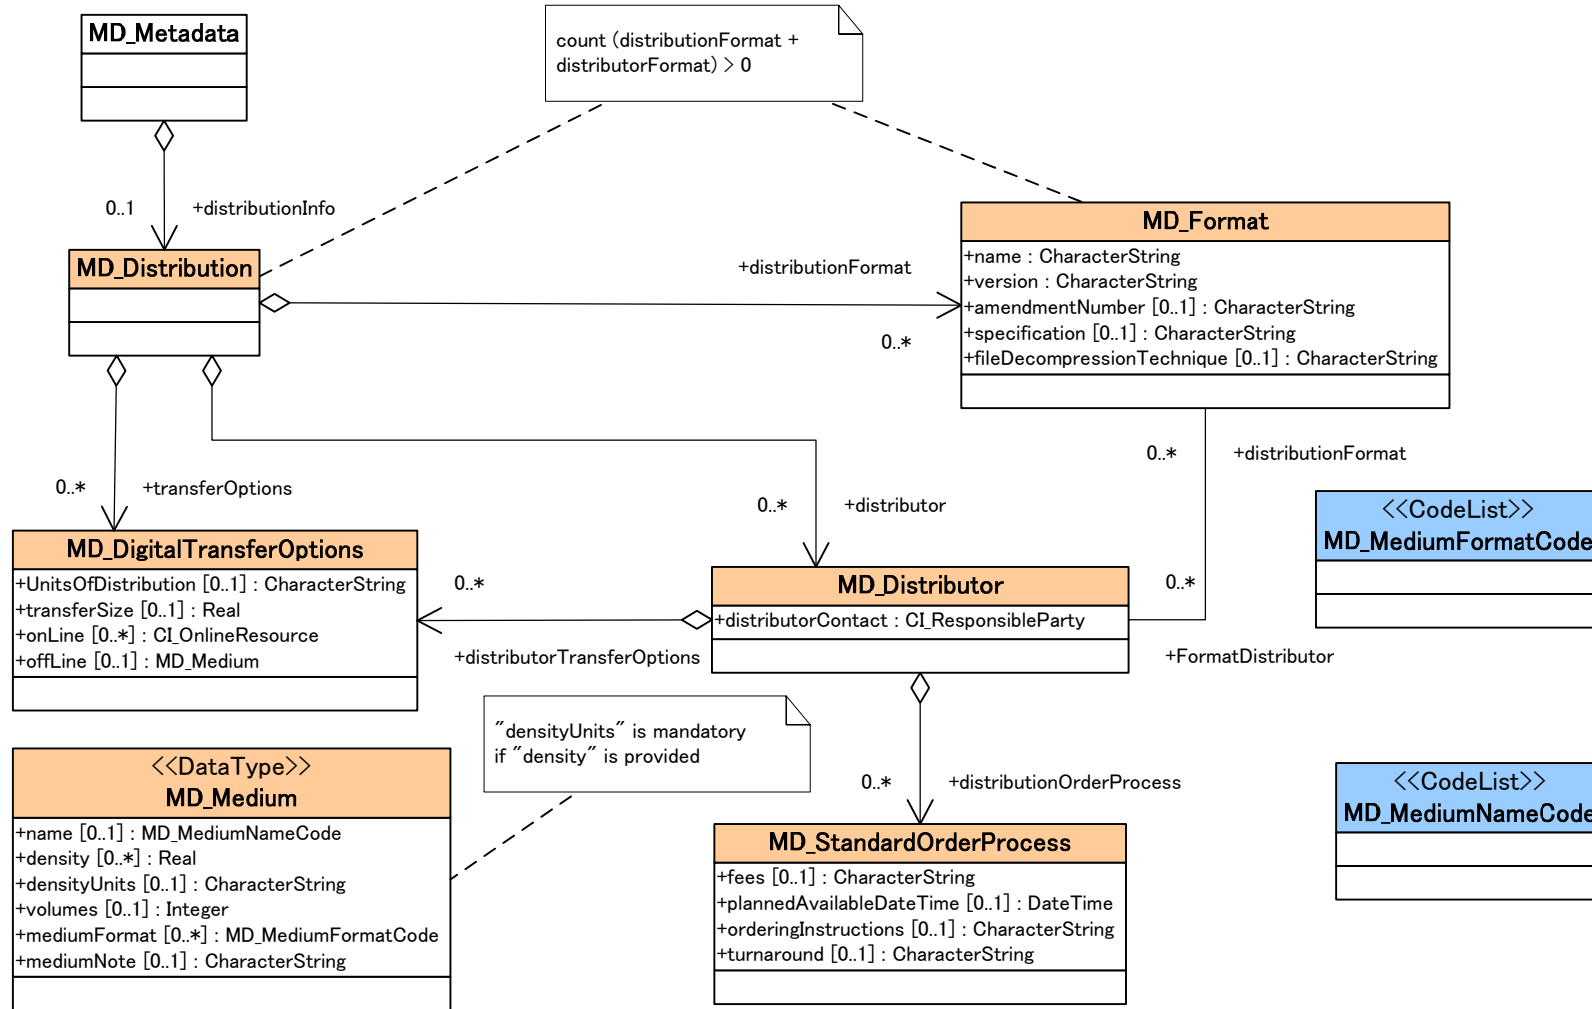 MD_Metadata
count (distributionFormat +
distributorFormat) > 0
0..1
+distributionInfo
MD_Distribution
MD_Format
+name : CharacterString
+version : CharacterString
+amendmentNumber [0..1] : CharacterString
+specification [0..1] : CharacterString
+fileDecompressionTechnique [0..1] : CharacterString
+distributionFormat
0..*
0..*
+distributionFormat
0..*
+transferOptions
0..*
+distributor
<<CodeList>>
MD_MediumFormatCode
MD_DigitalTransferOptions
+UnitsOfDistribution [0..1] : CharacterString
+transferSize [0..1] : Real
+onLine [0..*] : CI_OnlineResource
+offLine [0..1] : MD_Medium
0..*
+distributorTransferOptions
MD_Distributor
+distributorContact : CI_ResponsibleParty
0..*
+FormatDistributor
"densityUnits" is mandatory
if "density" is provided
0..*
+distributionOrderProcess
<<DataType>>
MD_Medium
+name [0..1] : MD_MediumNameCode
+density [0..*] : Real
+densityUnits [0..1] : CharacterString
+volumes [0..1] : Integer
+mediumFormat [0..*] : MD_MediumFormatCode
+mediumNote [0..1] : CharacterString
MD_StandardOrderProcess
+fees [0..1] : CharacterString
+plannedAvailableDateTime [0..1] : DateTime
+orderingInstructions [0..1] : CharacterString
+turnaround [0..1] : CharacterString
<<CodeList>>
MD_MediumNameCode